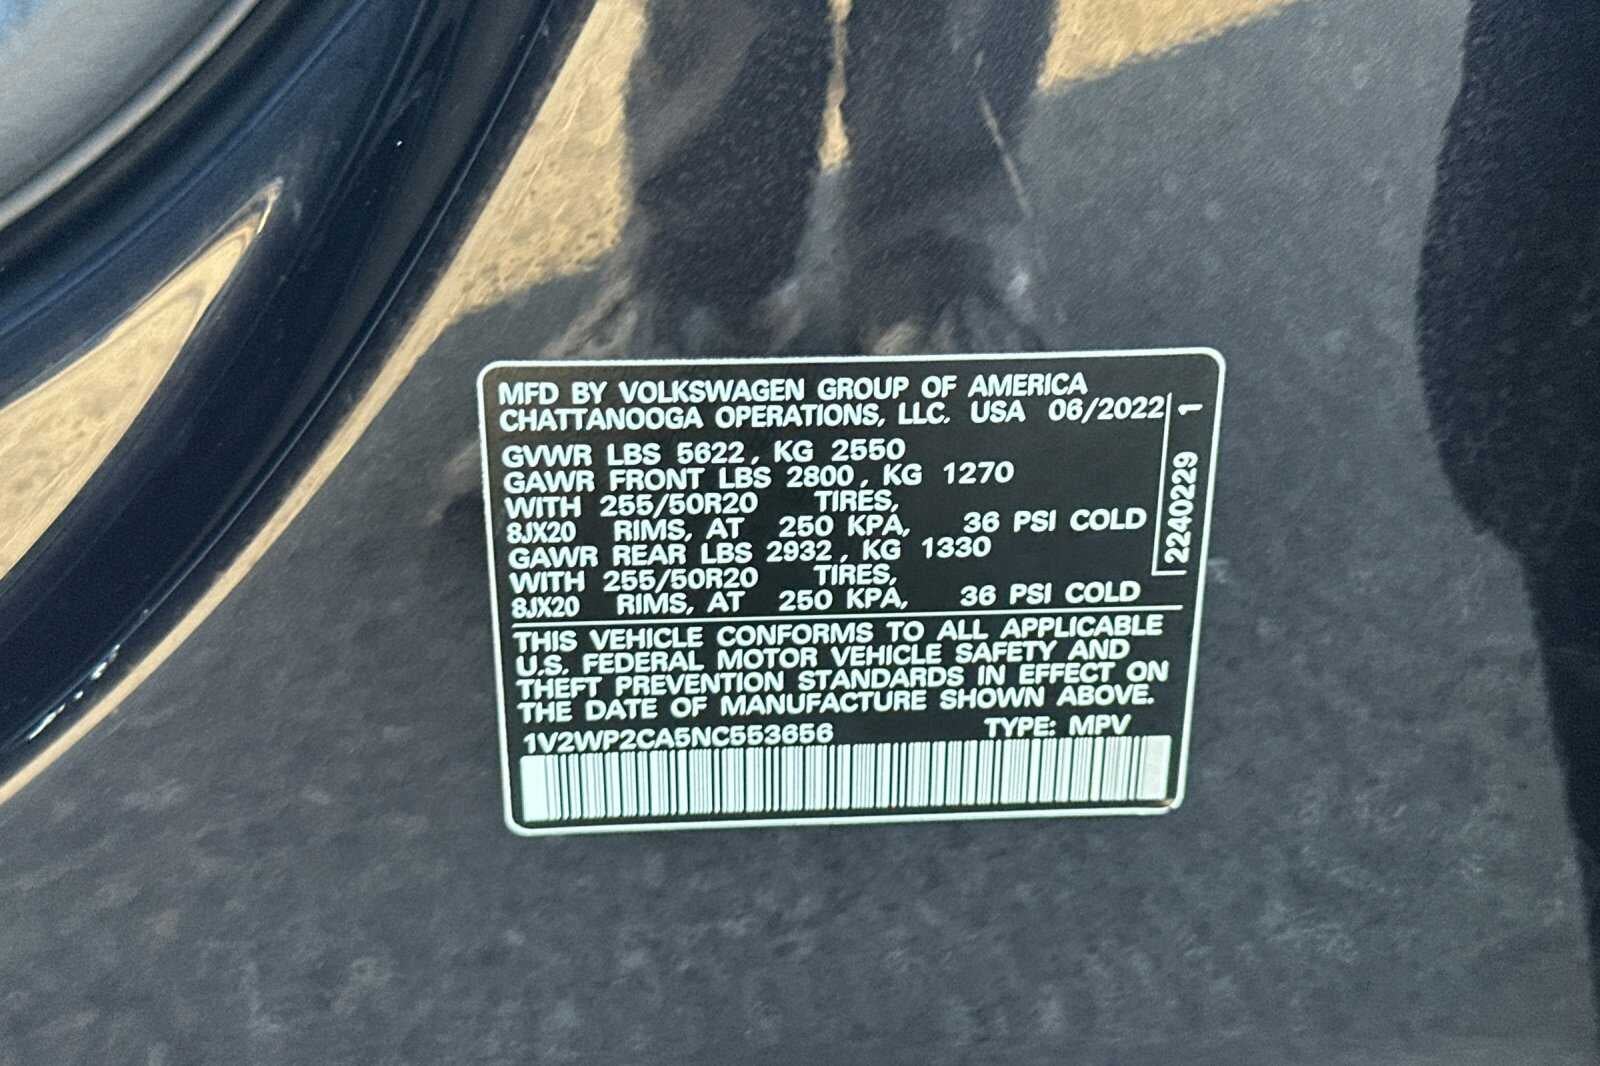 MFD BY VOLKSWAGEN GROUP OF AMERICA
CHATTANOOGA OPERATIONS, LLC. USA 06/2022
GVWR LBS 5622, KG 2550
GAWR FRONT LBS 2800, KG 1270
WITH 255/50R20 TIRES,
8JX20 RIMS, AT 250 KPA, 36 PSI COLD
GAWR REAR LBS 2932, KG 1330
WITH 255/50R20 TIRES,
8JX20 RIMS, AT 250 KPA, 36 PSI COLD
THIS VEHICLE CONFORMS TO ALL APPLICABLE
U.S. FEDERAL MOTOR VEHICLE SAFETY AND
THEFT PREVENTION STANDARDS IN EFFECT ON
THE DATE OF MANUFACTURE SHOWN ABOVE.
1V2WP2CA5NC553656 TYPE: MPV
2240229 1